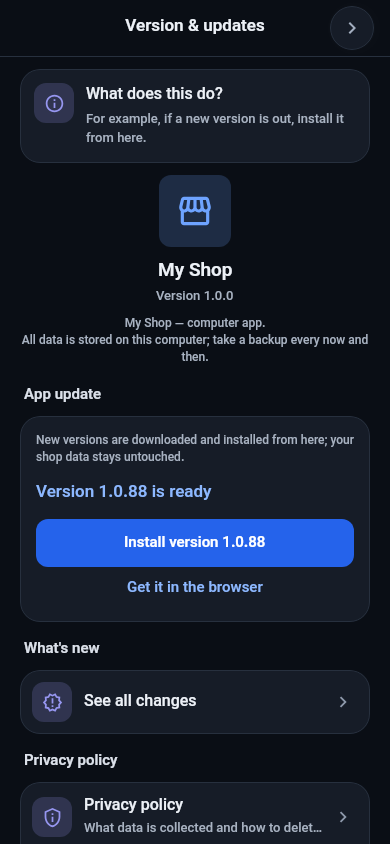 Version & updates
What does this do?
For example, if a new version is out, install it
from here.
My Shop
Version 1.0.0
My Shop — computer app.
All data is stored on this computer; take a backup every now and
then.
App update
New versions are downloaded and installed from here; your
shop data stays untouched.
Version 1.0.88 is ready
Install version 1.0.88
Get it in the browser
What's new
See all changes
Privacy policy
Privacy policy
What data is collected and how to delet…